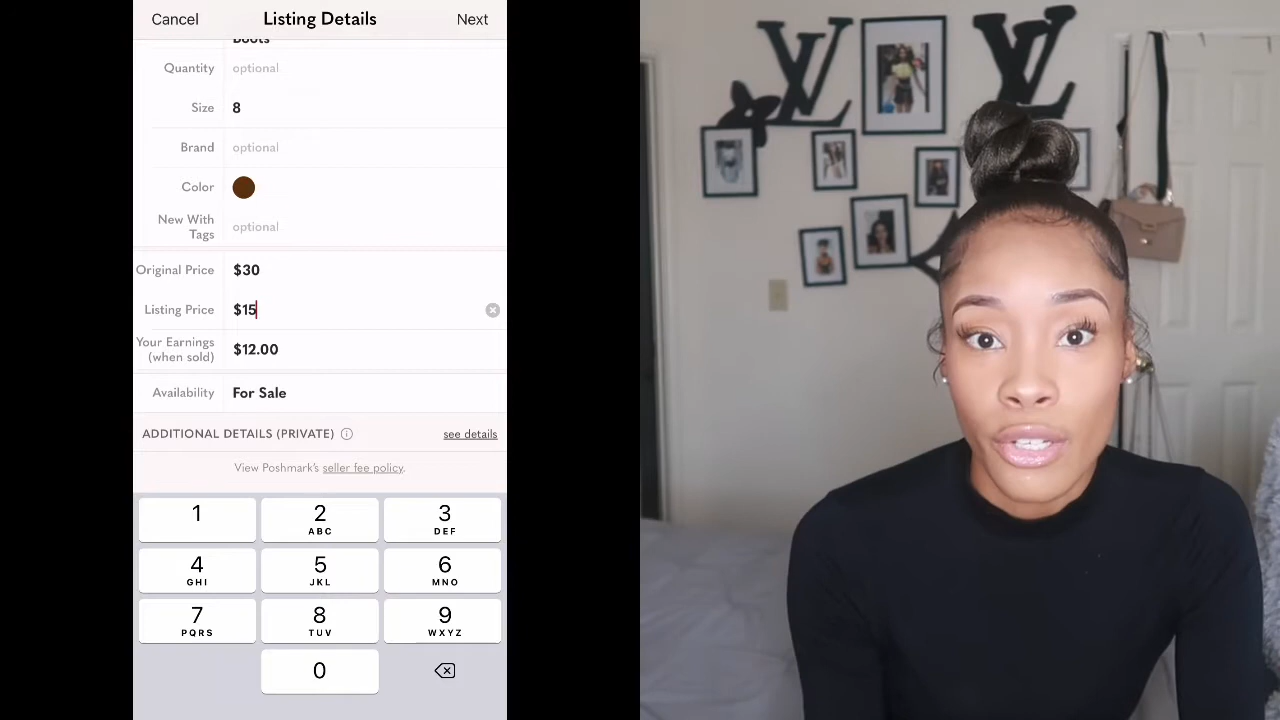 Cancel
Listing Details
Next
Boots
Quantity
optional
Size
8
Brand
optional
Color
New With
Tags
optional
Original Price
$30
Listing Price
$15
Your Earnings
(when sold)
$12.00
Availability
For Sale
ADDITIONAL DETAILS (PRIVATE)
see details
View Poshmark's seller fee policy.
1
2
ABC
3
DEF
4
GHI
5
JKL
6
MNO
7
PQRS
8
TUV
9
WXYZ
0
LV
LV